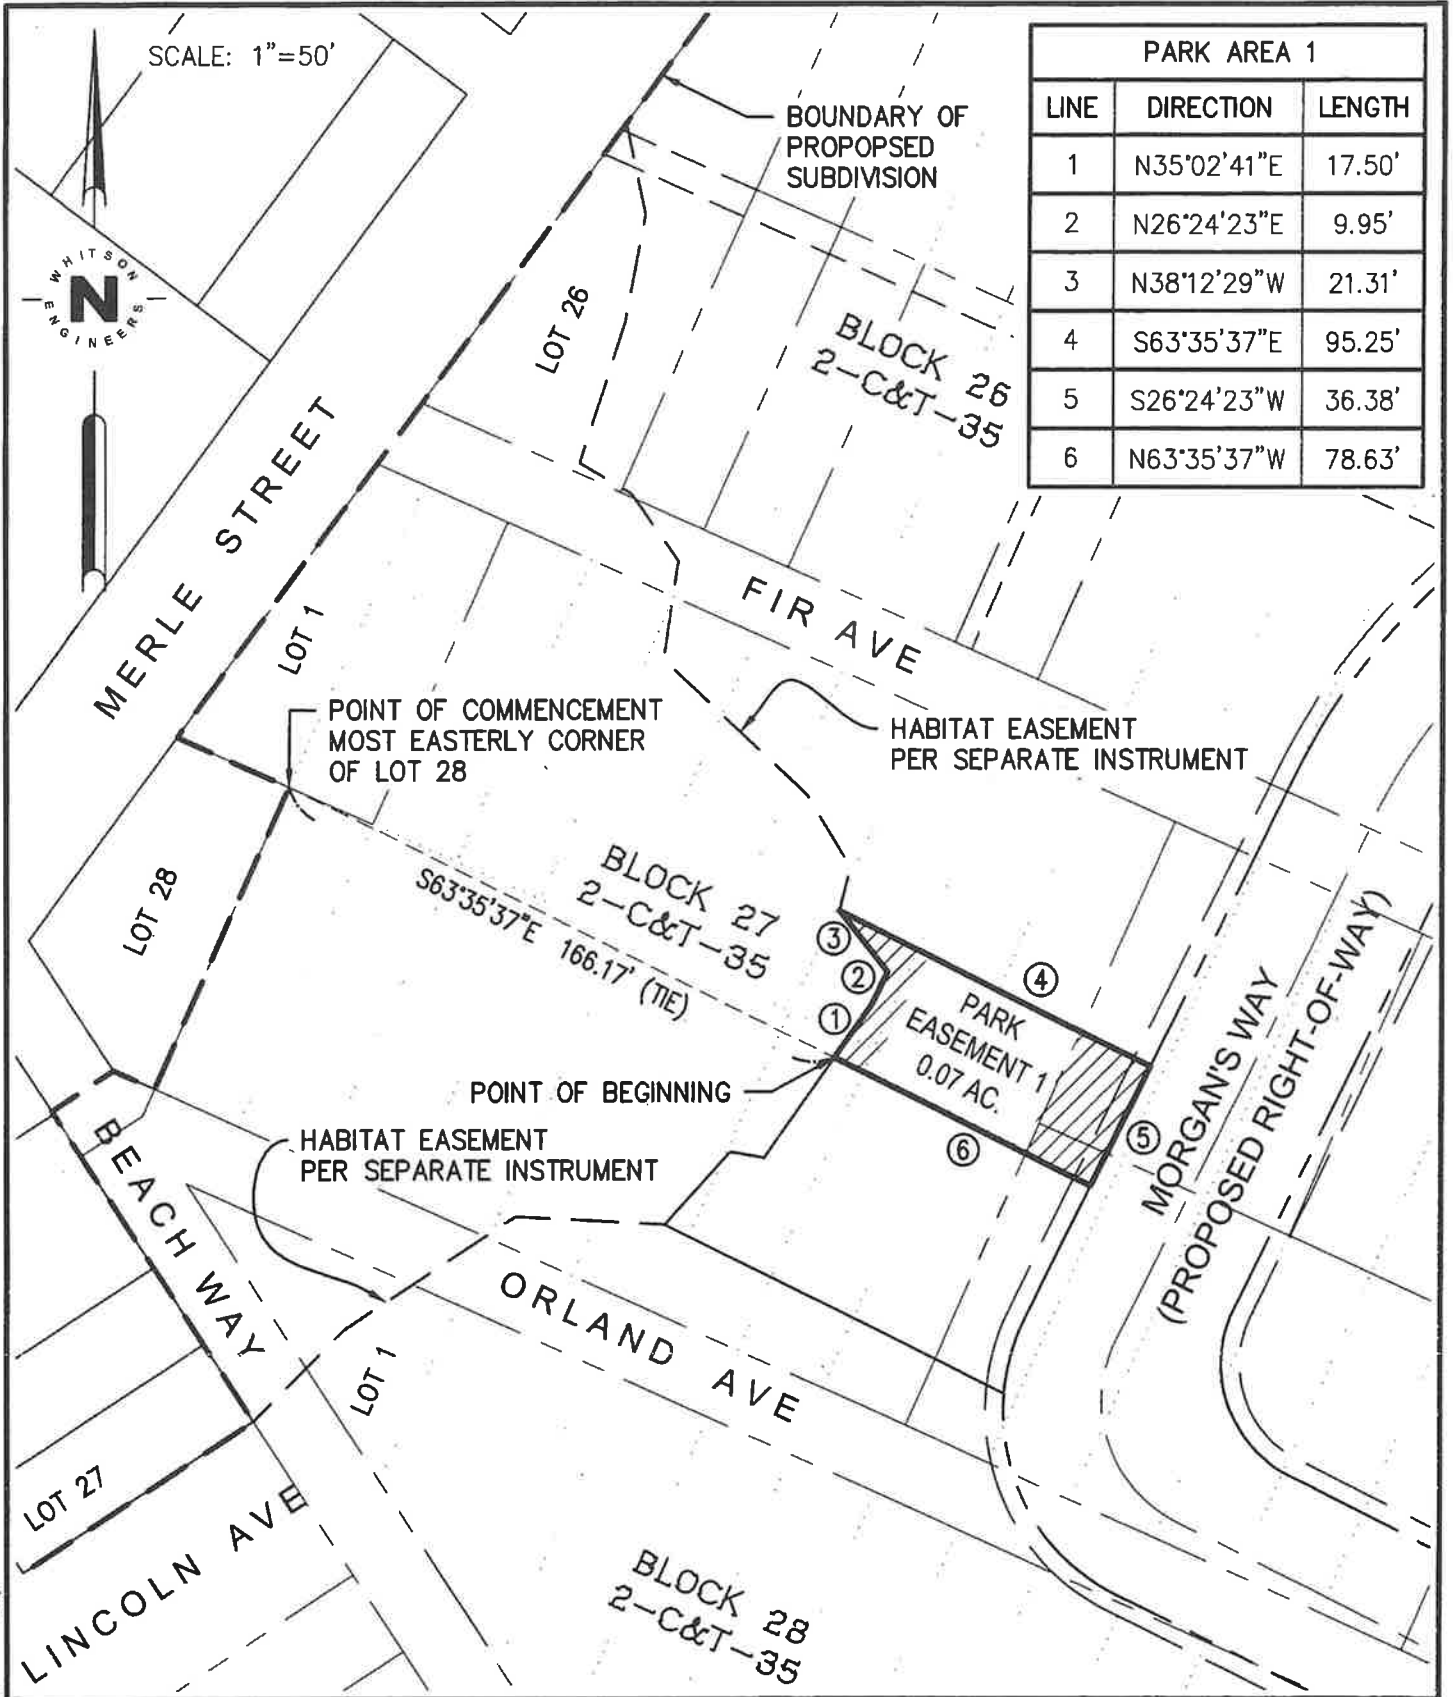 SCALE: 1"=50'
WHITSON
N
ENGINEERS
PARK AREA 1
LINE DIRECTION LENGTH
1 N35°02'41"E 17.50'
2 N26°24'23"E 9.95'
3 N38°12'29"W 21.31'
4 S63°35'37"E 95.25'
5 S26°24'23"W 36.38'
6 N63°35'37"W 78.63'
BOUNDARY OF
PROPOPSED
SUBDIVISION
LOT 26
BLOCK 26
2-C&T-35
MERLE STREET
LOT 1
FIR AVE
POINT OF COMMENCEMENT
MOST EASTERLY CORNER
OF LOT 28
HABITAT EASEMENT
PER SEPARATE INSTRUMENT
LOT 28
BLOCK 27
2-C&T-35
S63°35'37"E 166.17' (TIE)
3
2
1
4
PARK
EASEMENT 1
0.07 AC.
5
6
MORGAN'S WAY
(PROPOSED RIGHT-OF-WAY)
POINT OF BEGINNING
HABITAT EASEMENT
PER SEPARATE INSTRUMENT
BEACH WAY
ORLAND AVE
LOT 1
LOT 27
LINCOLN AVE
BLOCK 28
2-C&T-35